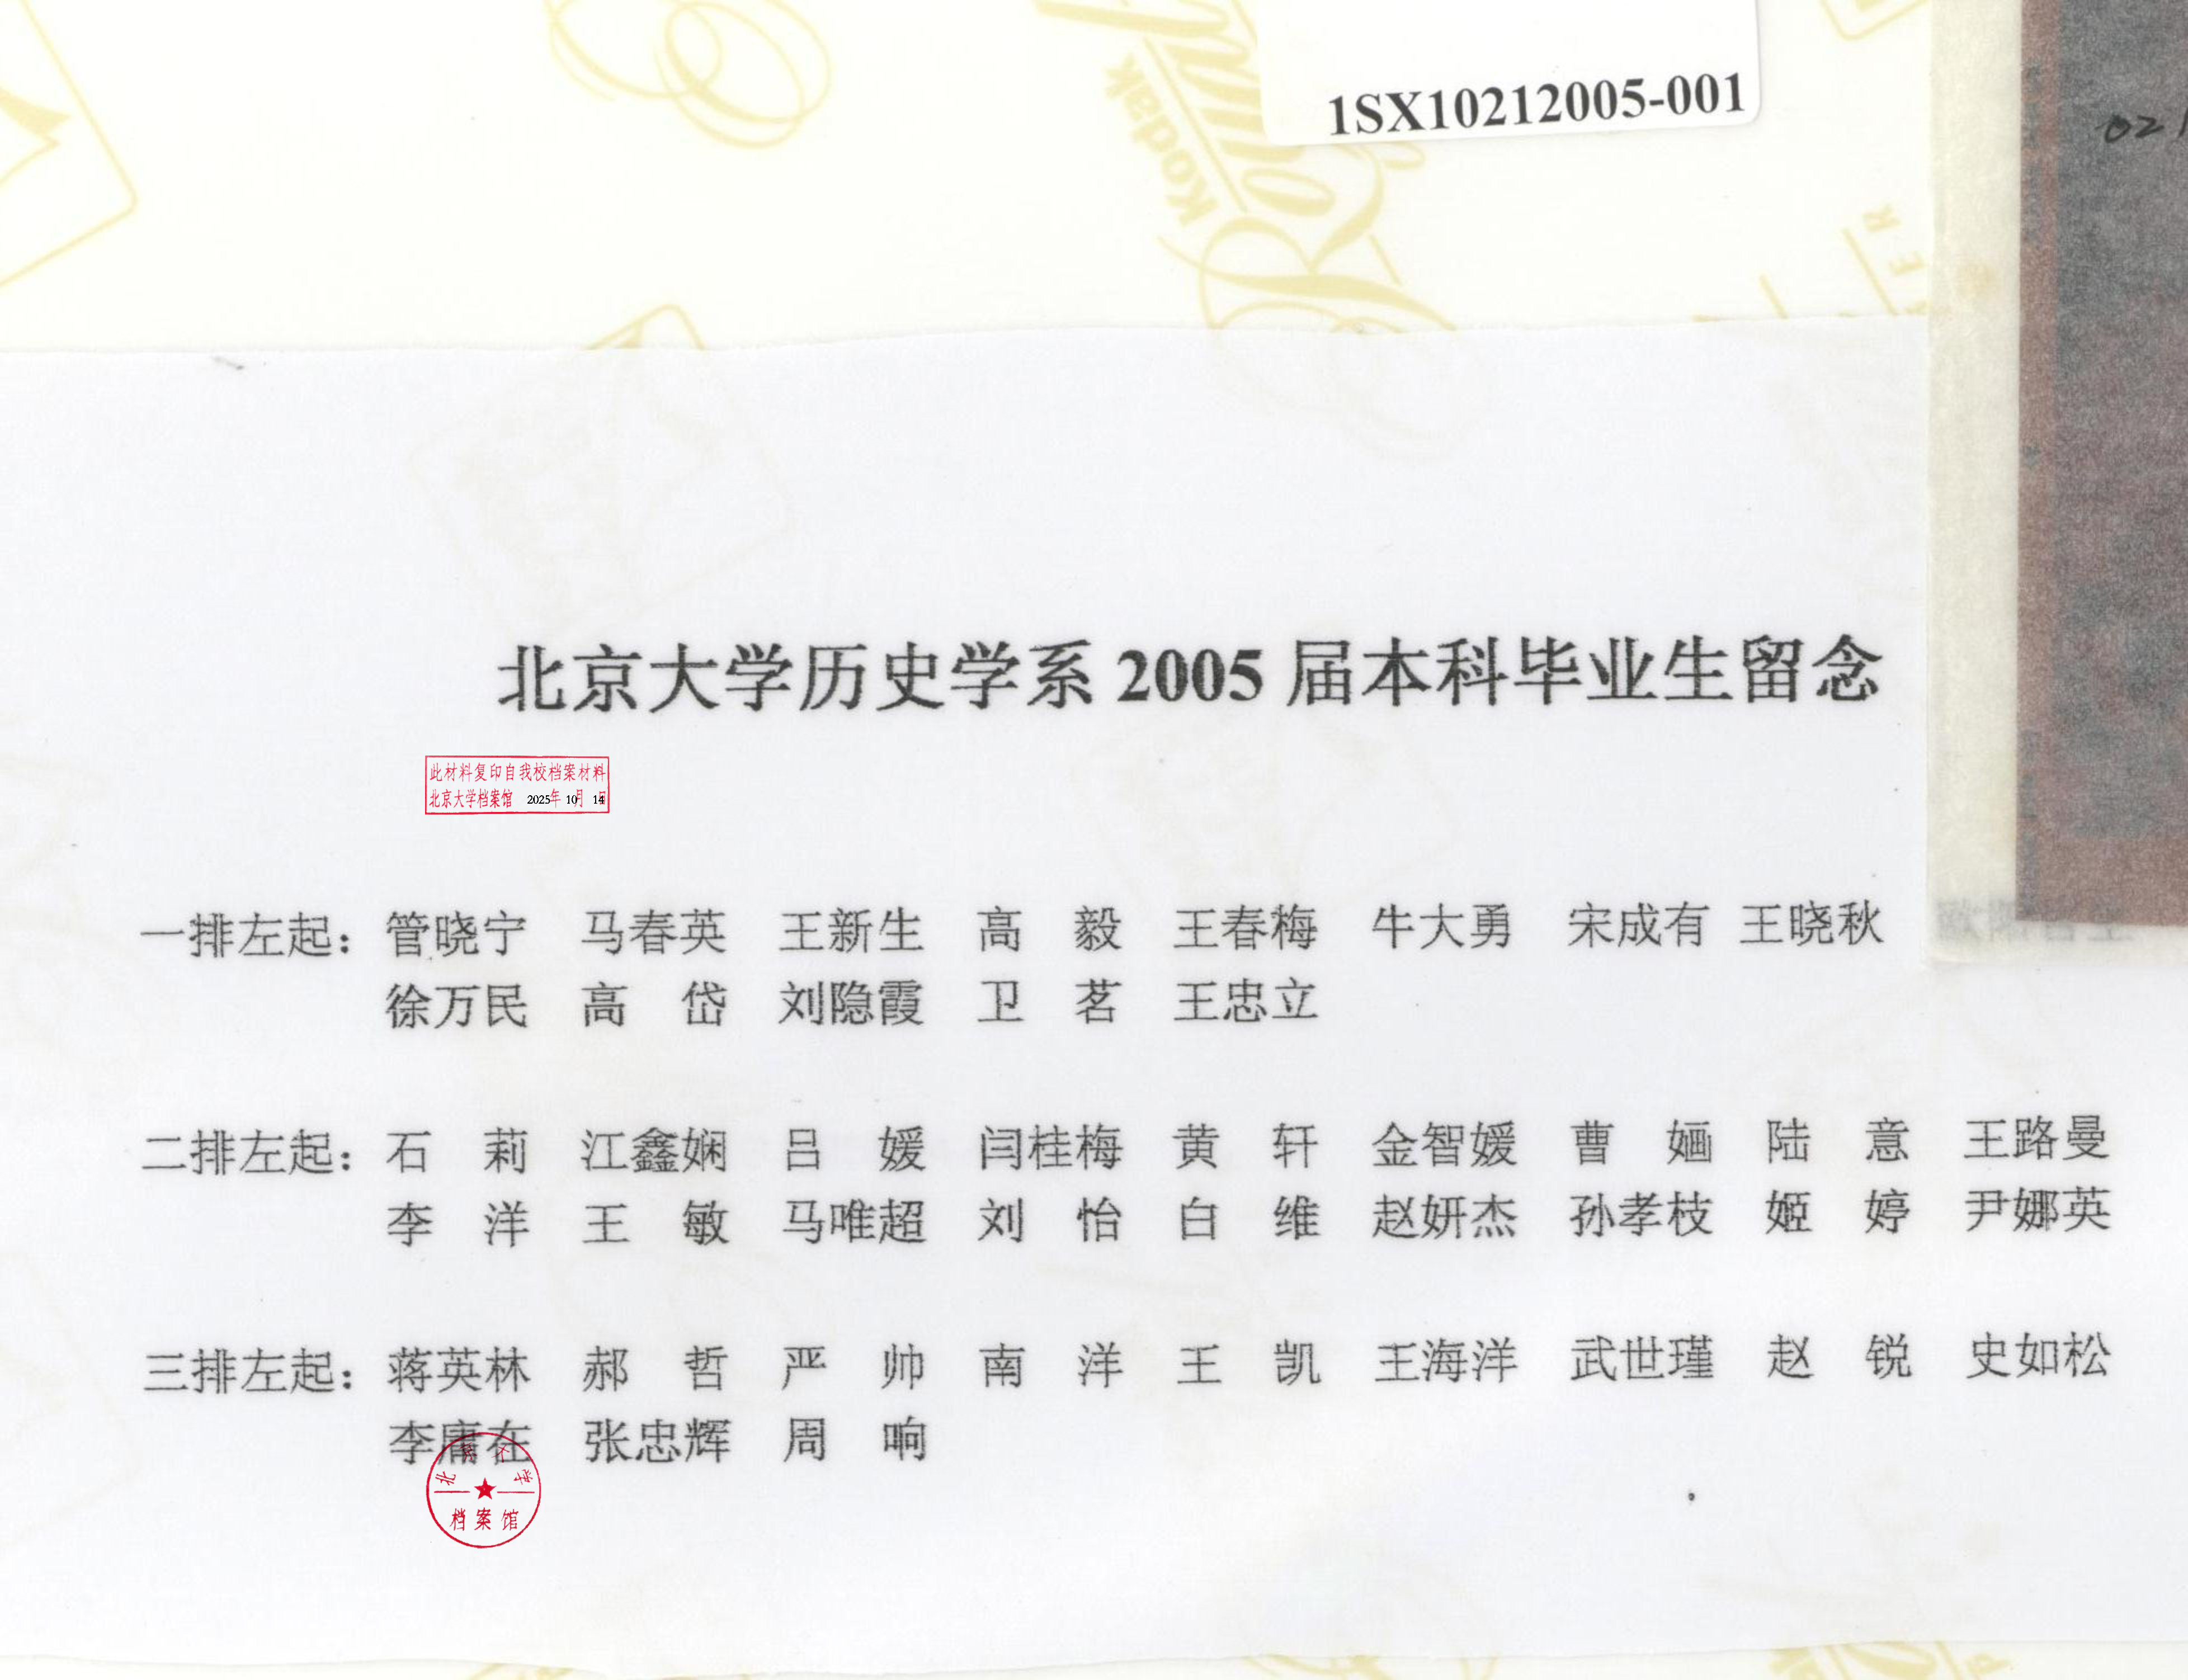 1SX10212005-001
Kodak
Royal
02
北京大学历史学系 2005 届本科毕业生留念
此材料复印自我校档案材料
北京大学档案馆 2025年 10月 14日
一排左起：管晓宁 马春英 王新生 高 毅 王春梅 牛大勇 宋成有 王晓秋
徐万民 高 岱 刘隐霞 卫 茗 王忠立
二排左起：石 莉 江鑫娴 吕 媛 闫桂梅 黄 轩 金智媛 曹 婳 陆 意 王路曼
李 洋 王 敏 马唯超 刘 怡 白 维 赵妍杰 孙孝枝 姬 婷 尹娜英
三排左起：蒋英林 郝 哲 严 帅 南 洋 王 凯 王海洋 武世瑾 赵 锐 史如松
李庸在 张忠辉 周 响
北京大学
档案馆